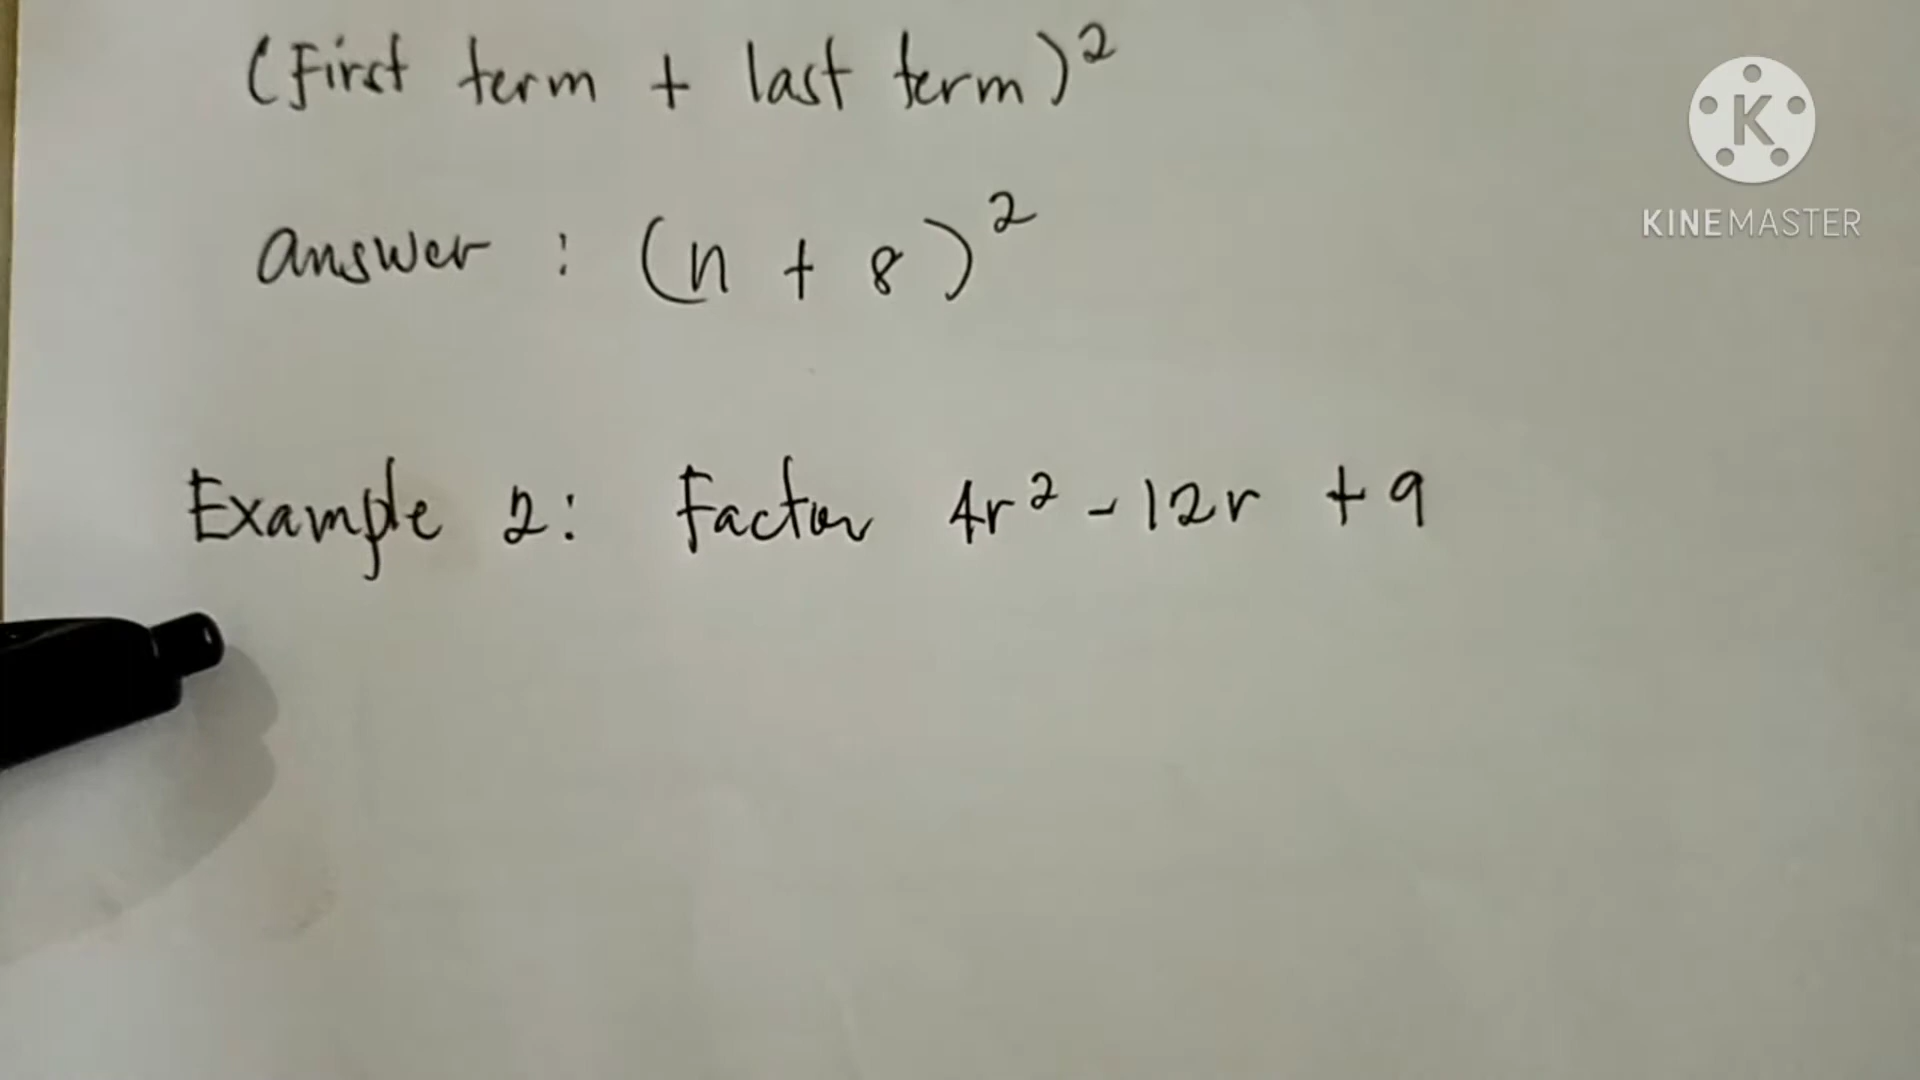 (First term + last term)²
K
KINEMASTER
answer : (n + 8)²
Example 2: Factor 4r² - 12r + 9